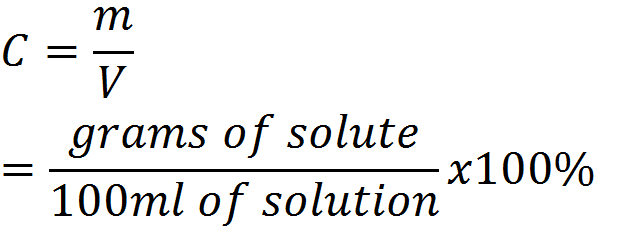 C = m/V
= grams of solute/100ml of solution x100%